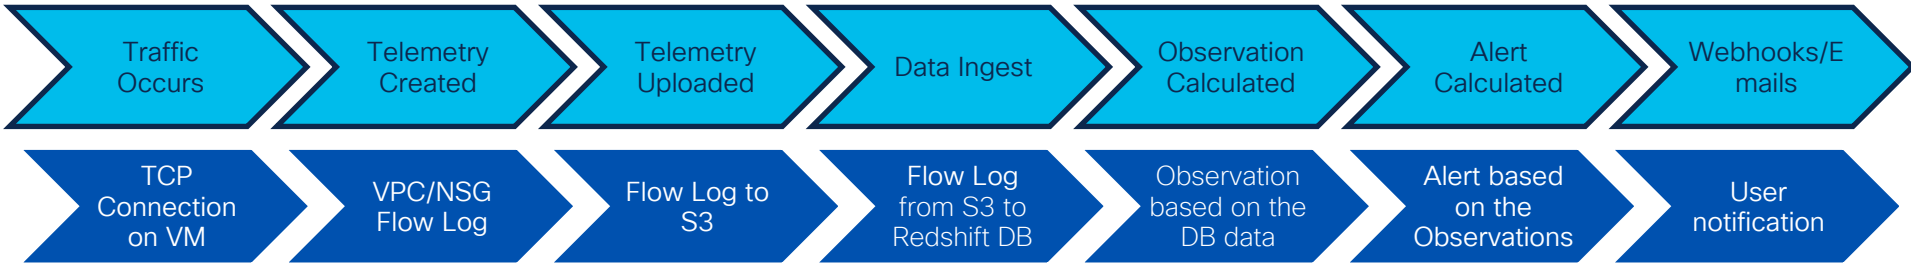 Traffic
Occurs
Telemetry
Created
Telemetry
Uploaded
Data Ingest
Observation
Calculated
Alert
Calculated
Webhooks/E
mails
TCP
Connection
on VM
VPC/NSG
Flow Log
Flow Log to
S3
Flow Log
from S3 to
Redshift DB
Observation
based on the
DB data
Alert based
on the
Observations
User
notification